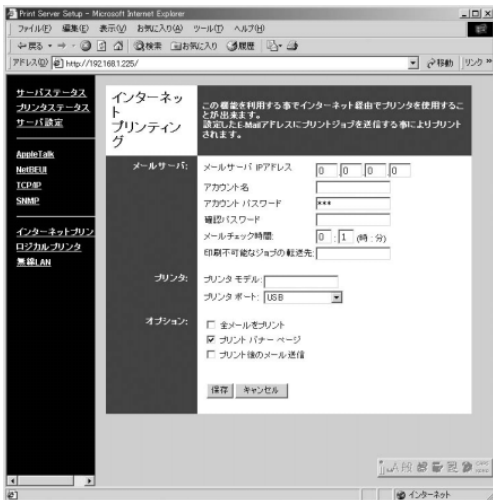 Print Server Setup - Microsoft Internet Explorer
ファイル(F) 編集(E) 表示(V) お気に入り(A) ツール(T) ヘルプ(H)
戻る 検索 お気に入り 履歴
アドレス(D) http://192.168.1.225/ 移動 リンク »
サーバステータス
プリンタステータス
サーバ設定
AppleTalk
NetBEUI
TCP/IP
SNMP
インターネットプリン
ロジカルプリンタ
無線LAN
インターネッ
ト
プリンティン
グ
この機能を利用する事でインターネット経由でプリンタを使用するこ
とが出来ます。
設定したE-Mailアドレスにプリントジョブを送信する事によりプリント
されます。
メールサーバ:
メールサーバ IPアドレス 0 0 0 0
アカウント名
アカウント パスワード ***
確認パスワード
メールチェック時間: 0 : 1 (時 : 分)
印刷不可能なジョブの転送先:
プリンタ:
プリンタ モデル:
プリンタ ポート: USB
オプション:
全メールをプリント
プリント バナー ページ
プリント後のメール送信
保存 キャンセル
インターネット